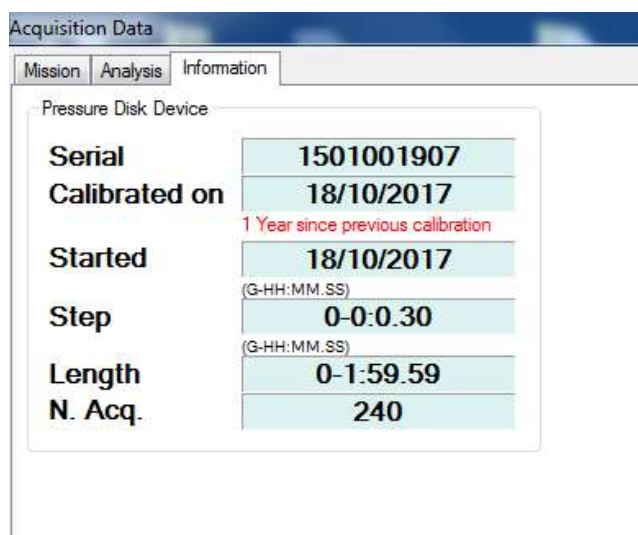 Acquisition Data
Mission Analysis Information
Pressure Disk Device
Serial 1501001907
Calibrated on 18/10/2017
1 Year since previous calibration
Started 18/10/2017
(G-HH:MM.SS)
Step 0-0:0.30
(G-HH:MM.SS)
Length 0-1:59.59
N. Acq. 240